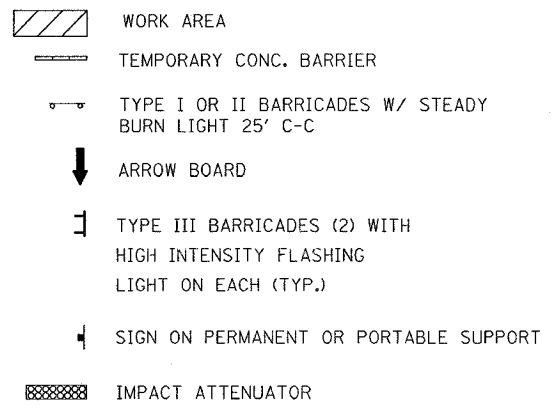 WORK AREA
TEMPORARY CONC. BARRIER
TYPE I OR II BARRICADES W/ STEADY
BURN LIGHT 25' C-C
ARROW BOARD
TYPE III BARRICADES (2) WITH
HIGH INTENSITY FLASHING
LIGHT ON EACH (TYP.)
SIGN ON PERMANENT OR PORTABLE SUPPORT
IMPACT ATTENUATOR